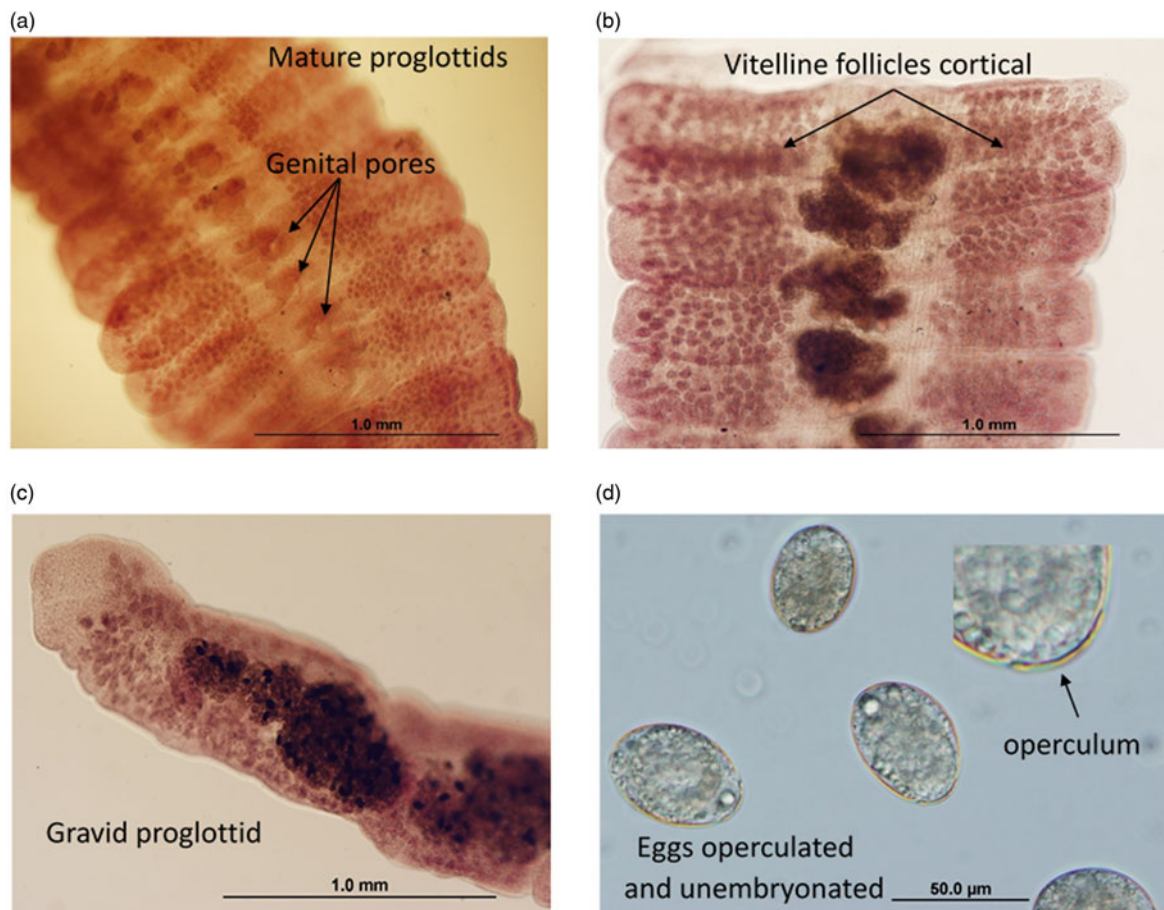 (a)
Mature proglottids
Genital pores
1.0 mm
(b)
Vitelline follicles cortical
1.0 mm
(c)
Gravid proglottid
1.0 mm
(d)
operculum
Eggs operculated
and unembryonated
50.0 µm